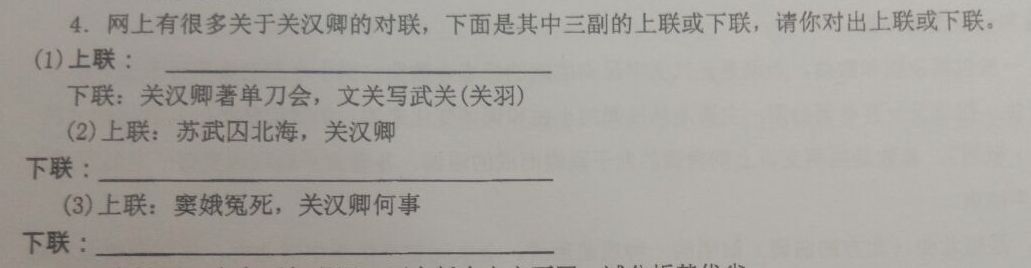 4．网上有很多关于关汉卿的对联，下面是其中三副的上联或下联，请你对出上联或下联。
(1)上联：
下联：关汉卿著单刀会，文关写武关(关羽)
(2)上联：苏武囚北海，关汉卿
下联：
(3)上联：窦娥冤死，关汉卿何事
下联：